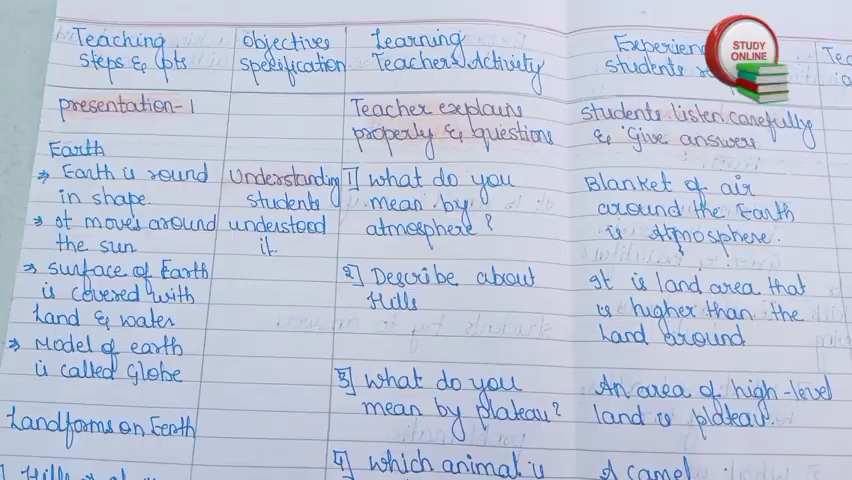 Teaching
Steps & pts
Objectives
specification
Learning
Teachers Activity
Experien
students
Tec
STUDY
ONLINE
presentation-1
Teacher explain
properly & questions
Students listen carefully
& Give answer
Earth
→ Earth is round
in shape.
→ It moves around
the sun
→ surface of Earth
is covered with
Land & water
→ Model of earth
is called Globe
Landforms on Earth
Hills
Understanding
students
understood
it.
1] What do you
mean by
atmosphere?
2] Describe about
Hills
3] What do you
mean by plateau?
4] which animal is
Blanket of air
around the Earth
is Atmosphere.
It is land area that
is higher than the
Land around
An area of high-level
land is plateau.
A camel